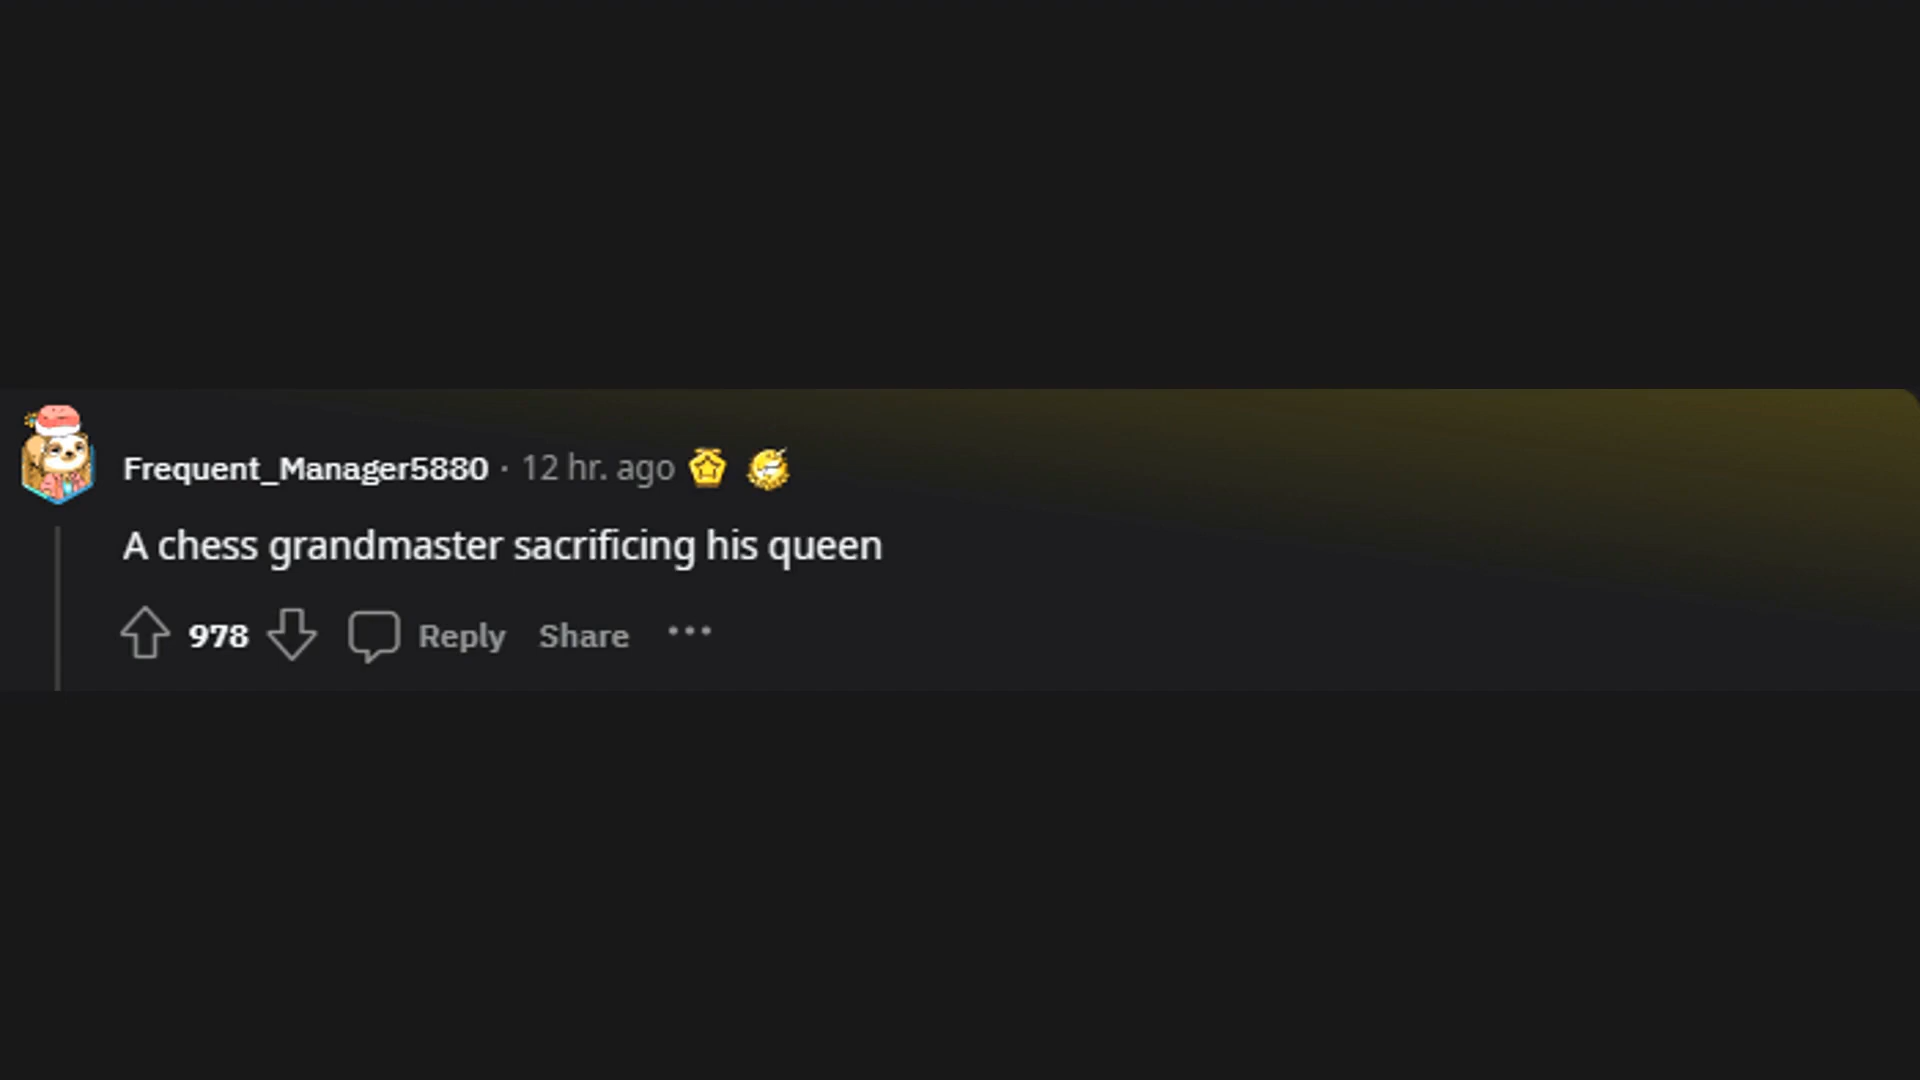 Frequent_Manager5880 · 12 hr. ago
A chess grandmaster sacrificing his queen
978 Reply Share ...